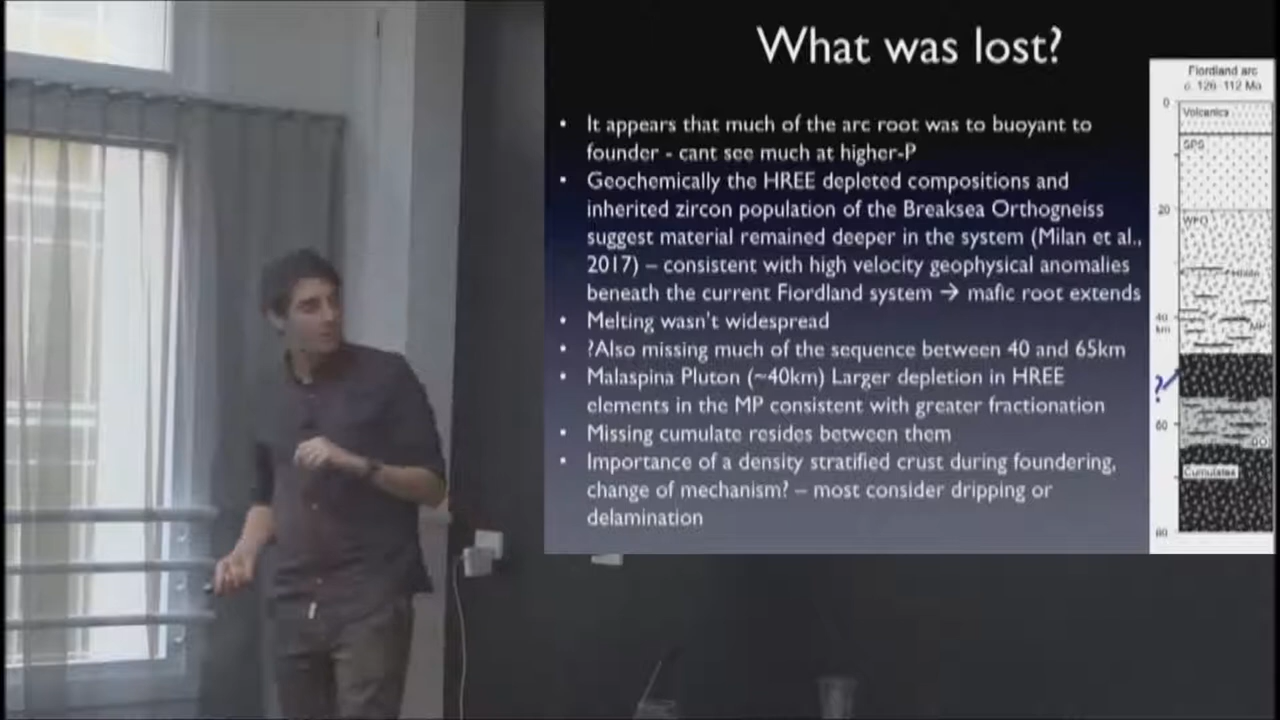 What was lost?
• It appears that much of the arc root was to buoyant to
founder - cant see much at higher-P
• Geochemically the HREE depleted compositions and
inherited zircon population of the Breaksea Orthogneiss
suggest material remained deeper in the system (Milan et al.,
2017) – consistent with high velocity geophysical anomalies
beneath the current Fiordland system → mafic root extends
• Melting wasn't widespread
• ?Also missing much of the sequence between 40 and 65km
• Malaspina Pluton (~40km) Larger depletion in HREE
elements in the MP consistent with greater fractionation
• Missing cumulate resides between them
• Importance of a density stratified crust during foundering,
change of mechanism? – most consider dripping or
delamination
Fiordland arc
c. 126-112 Ma
0
Volcanics
20
WFO
40
km
MP
?
60
Cumulates
80